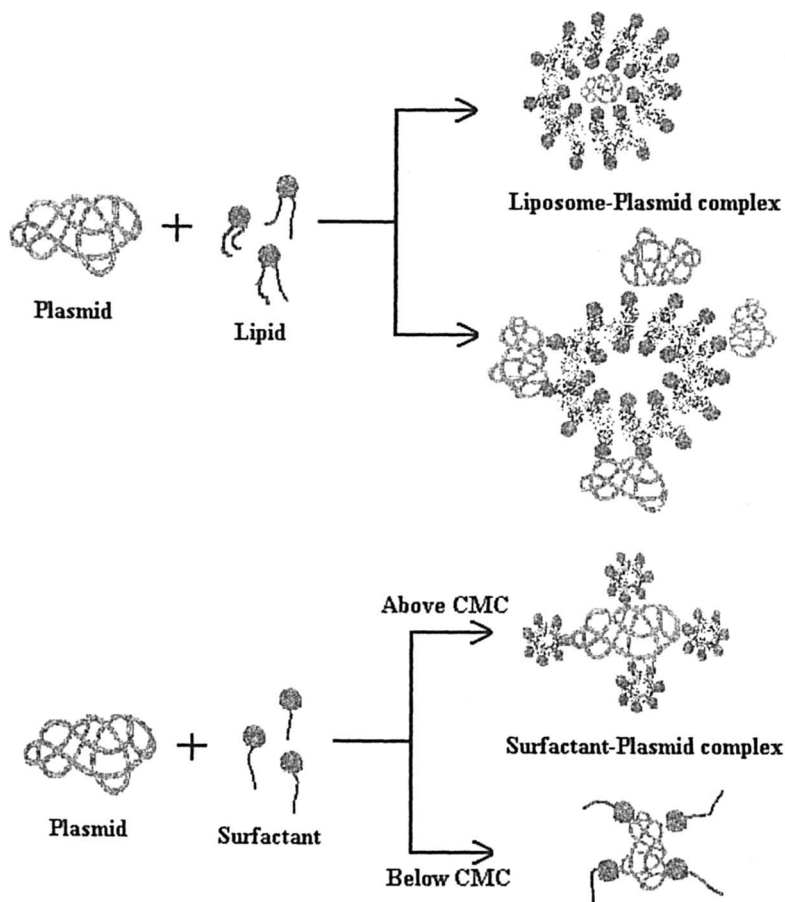 Liposome-Plasmid complex
+
Plasmid
Lipid
Above CMC
Surfactant-Plasmid complex
+
Plasmid
Surfactant
Below CMC